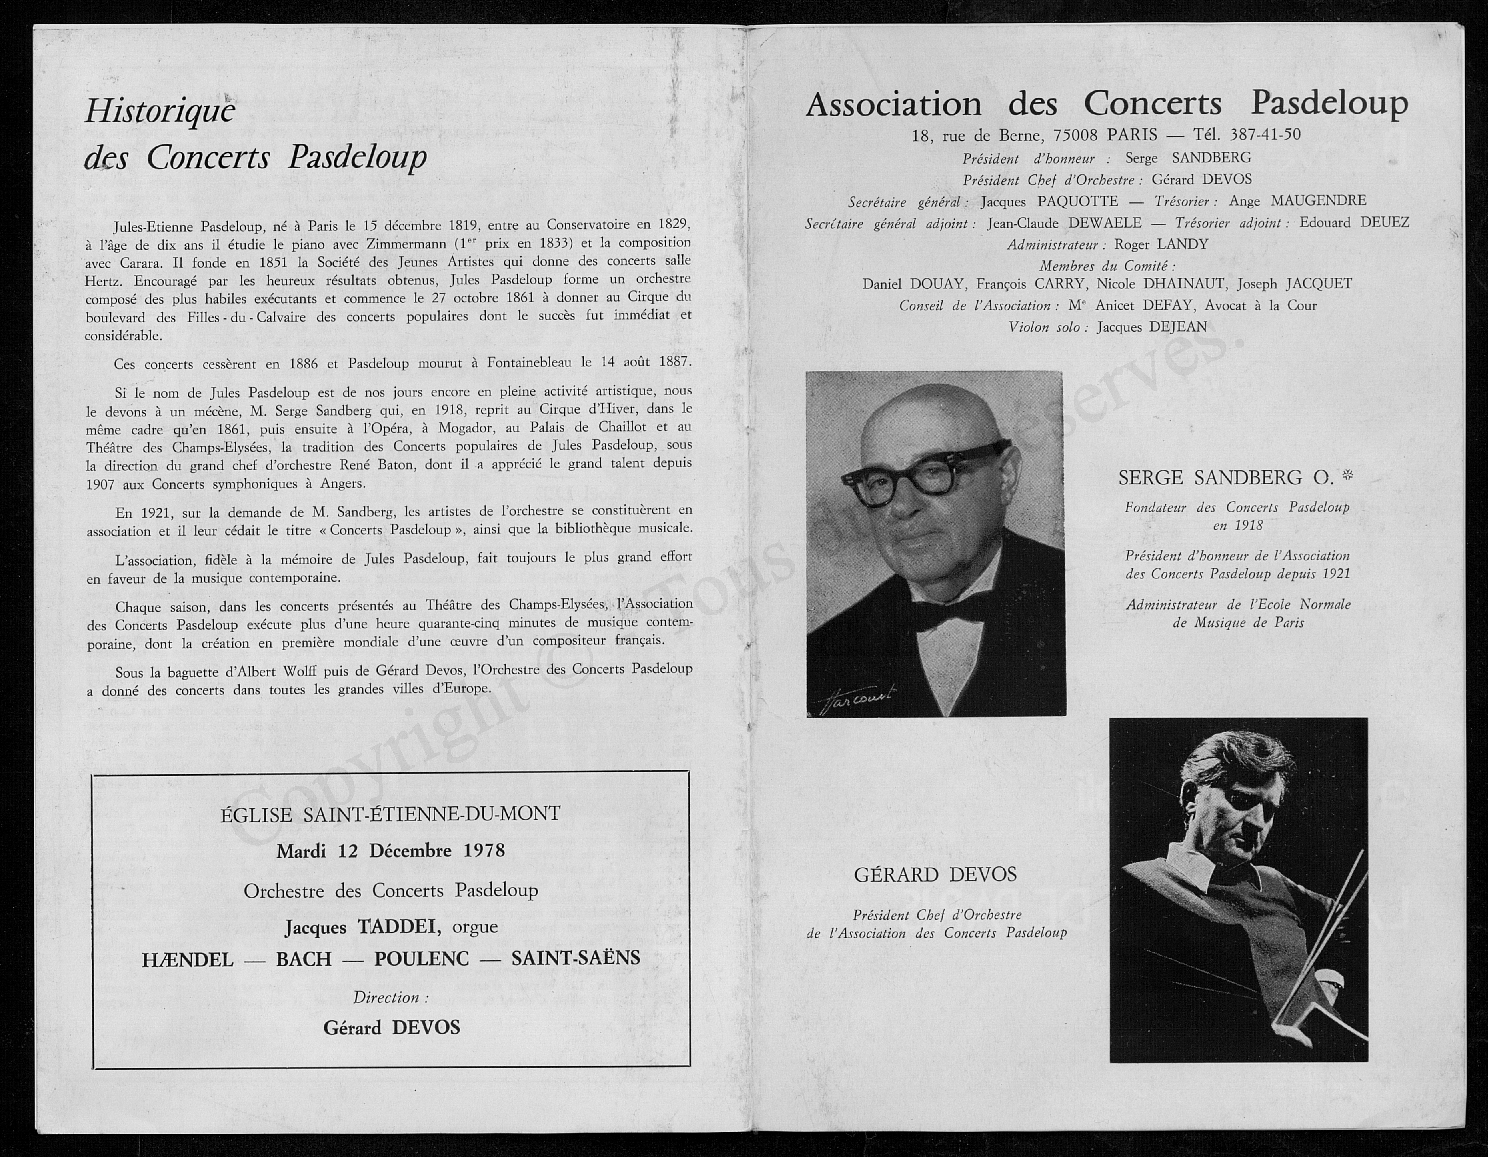 Historique
des Concerts Pasdeloup
Jules-Etienne Pasdeloup, né à Paris le 15 décembre 1819, entre au Conservatoire en 1829,
à l'âge de dix ans il étudie le piano avec Zimmermann (1er prix en 1833) et la composition
avec Carara. Il fonde en 1851 la Société des Jeunes Artistes qui donne des concerts salle
Hertz. Encouragé par les heureux résultats obtenus, Jules Pasdeloup forme un orchestre
composé des plus habiles exécutants et commence le 27 octobre 1861 à donner au Cirque du
boulevard des Filles - du - Calvaire des concerts populaires dont le succès fut immédiat et
considérable.
Ces concerts cessèrent en 1886 et Pasdeloup mourut à Fontainebleau le 14 août 1887.
Si le nom de Jules Pasdeloup est de nos jours encore en pleine activité artistique, nous
le devons à un mécène, M. Serge Sandberg qui, en 1918, reprit au Cirque d'Hiver, dans le
même cadre qu'en 1861, puis ensuite à l'Opéra, à Mogador, au Palais de Chaillot et au
Théâtre des Champs-Elysées, la tradition des Concerts populaires de Jules Pasdeloup, sous
la direction du grand chef d'orchestre René Baton, dont il a apprécié le grand talent depuis
1907 aux Concerts symphoniques à Angers.
En 1921, sur la demande de M. Sandberg, les artistes de l'orchestre se constituèrent en
association et il leur cédait le titre « Concerts Pasdeloup », ainsi que la bibliothèque musicale.
L'association, fidèle à la mémoire de Jules Pasdeloup, fait toujours le plus grand effort
en faveur de la musique contemporaine.
Chaque saison, dans les concerts présentés au Théâtre des Champs-Elysées, l'Association
des Concerts Pasdeloup exécute plus d'une heure quarante-cinq minutes de musique contem-
poraine, dont la création en première mondiale d'une œuvre d'un compositeur français.
Sous la baguette d'Albert Wolff puis de Gérard Devos, l'Orchestre des Concerts Pasdeloup
a donné des concerts dans toutes les grandes villes d'Europe.
ÉGLISE SAINT-ÉTIENNE-DU-MONT
Mardi 12 Décembre 1978
Orchestre des Concerts Pasdeloup
Jacques TADDEI, orgue
HÆNDEL — BACH — POULENC — SAINT-SAËNS
Direction :
Gérard DEVOS
Association des Concerts Pasdeloup
18, rue de Berne, 75008 PARIS — Tél. 387-41-50
Président d'honneur : Serge SANDBERG
Président Chef d'Orchestre : Gérard DEVOS
Secrétaire général : Jacques PAQUOTTE — Trésorier : Ange MAUGENDRE
Secrétaire général adjoint : Jean-Claude DEWAELE — Trésorier adjoint : Edouard DEUEZ
Administrateur : Roger LANDY
Membres du Comité :
Daniel DOUAY, François CARRY, Nicole DHAINAUT, Joseph JACQUET
Conseil de l'Association : Me Anicet DEFAY, Avocat à la Cour
Violon solo : Jacques DEJEAN
Harcourt
SERGE SANDBERG O. ✻
Fondateur des Concerts Pasdeloup
en 1918
Président d'honneur de l'Association
des Concerts Pasdeloup depuis 1921
Administrateur de l'Ecole Normale
de Musique de Paris
GÉRARD DEVOS
Président Chef d'Orchestre
de l'Association des Concerts Pasdeloup
Copyright © Tous droits réservés.